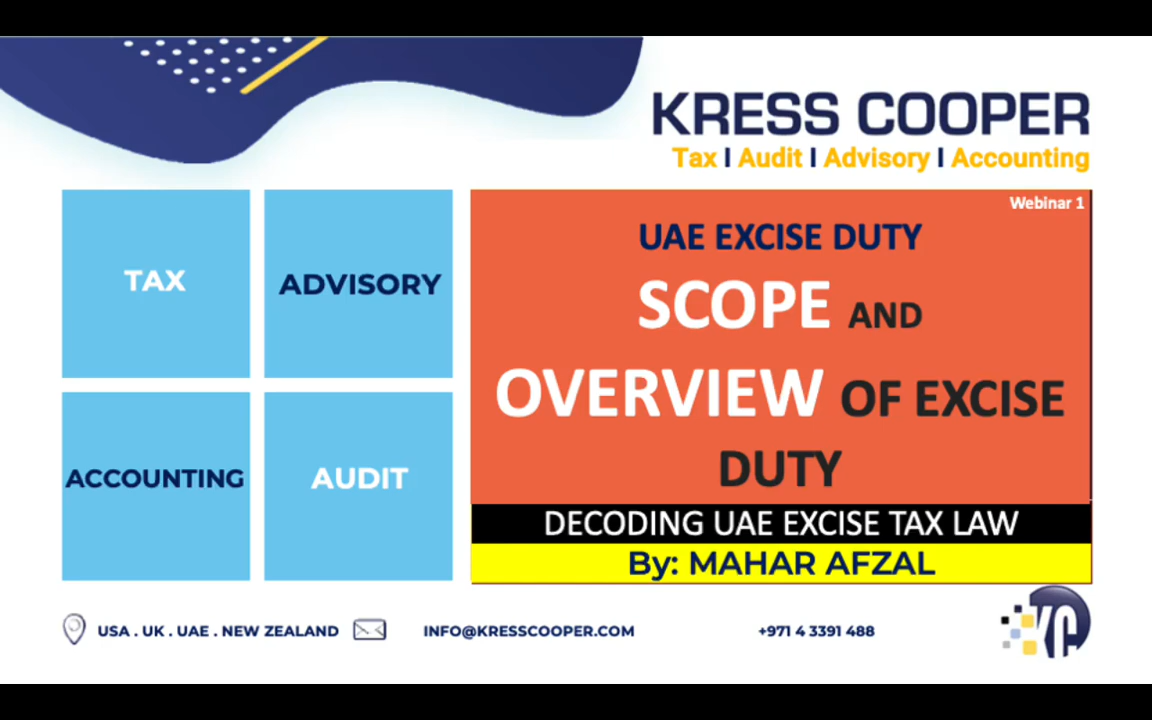 KRESS COOPER
Tax I Audit I Advisory I Accounting
TAX
ADVISORY
ACCOUNTING
AUDIT
Webinar 1
UAE EXCISE DUTY
SCOPE AND
OVERVIEW OF EXCISE
DUTY
DECODING UAE EXCISE TAX LAW
By: MAHAR AFZAL
USA . UK . UAE . NEW ZEALAND
INFO@KRESSCOOPER.COM
+971 4 3391 488
KC